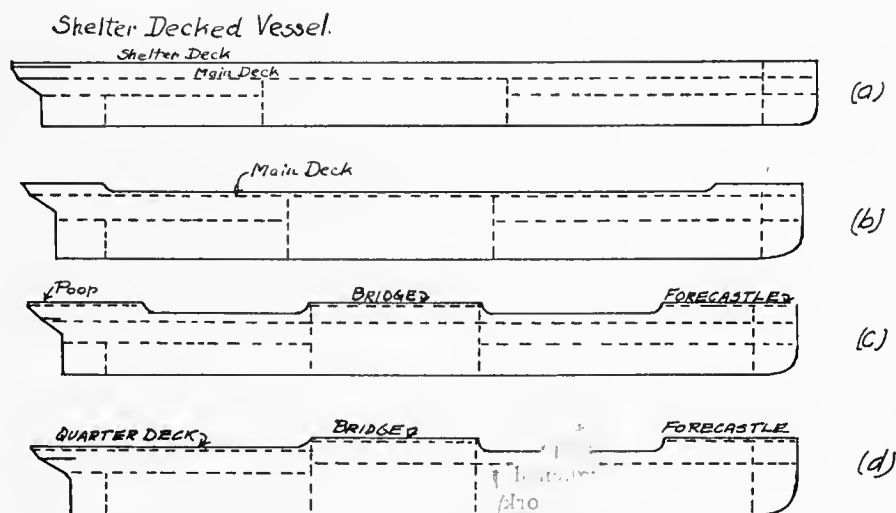 Shelter Decked Vessel.
Shelter Deck
Main Deck
(a)
Main Deck
(b)
Poop
BRIDGE
FORECASTLE
(c)
QUARTER DECK
BRIDGE
FORECASTLE
(d)